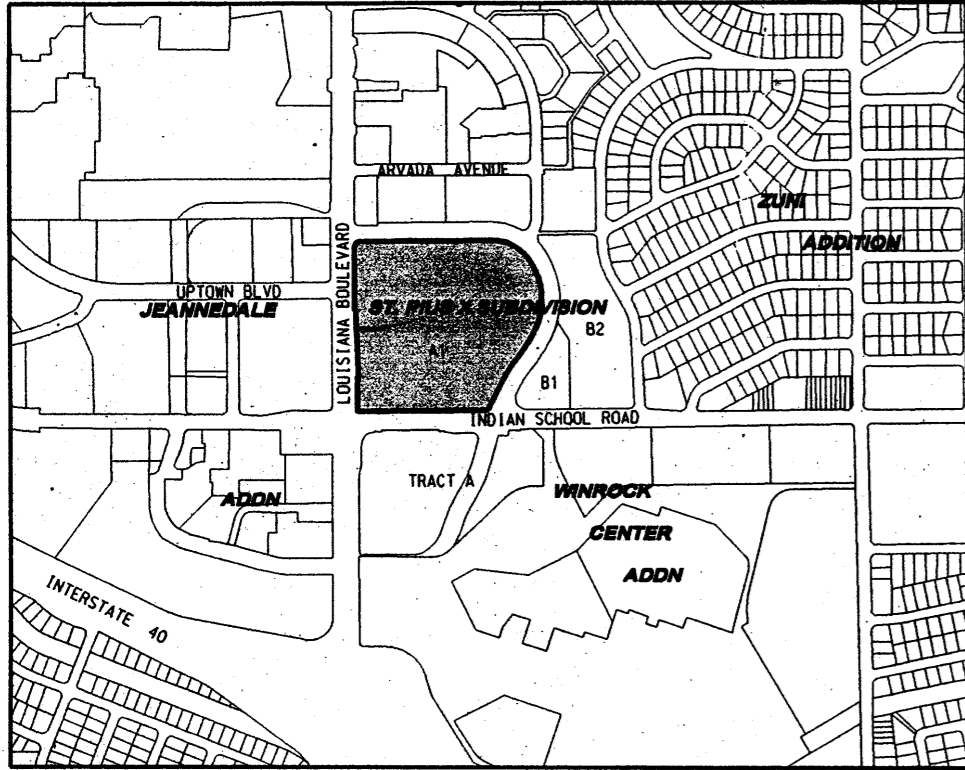 ARVADA AVENUE
ZUNI
ADDITION
LOUISIANA BOULEVARD
UPTOWN BLVD
JEANNEDALE
ST. PIUS X SUBDIVISION
A1
B2
B1
INDIAN SCHOOL ROAD
TRACT A
ADDN
WINROCK
CENTER
ADDN
INTERSTATE 40